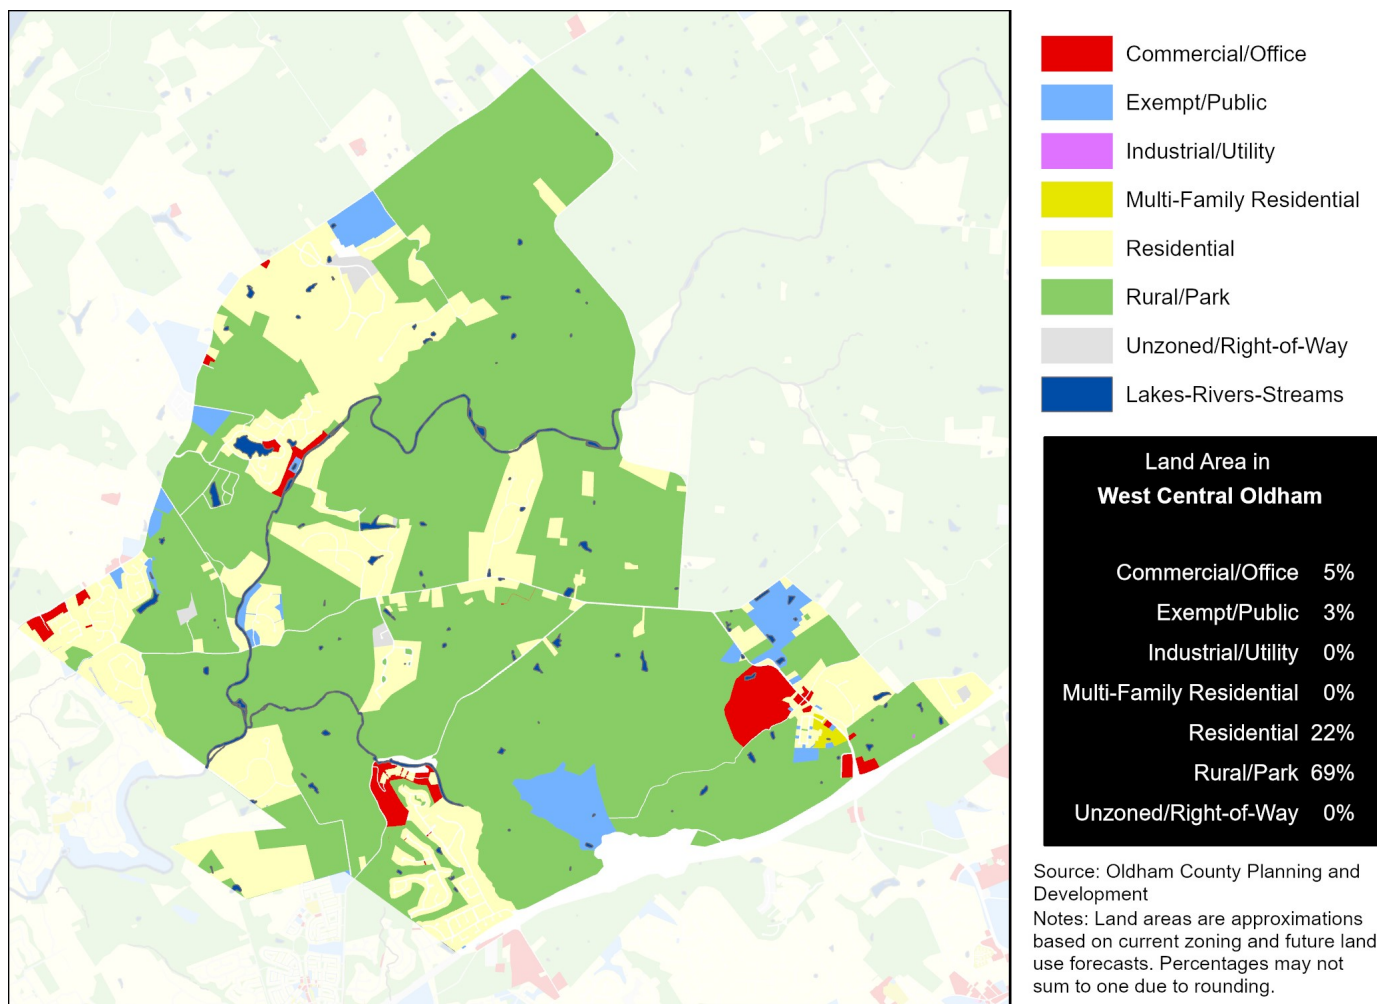 Commercial/Office
Exempt/Public
Industrial/Utility
Multi-Family Residential
Residential
Rural/Park
Unzoned/Right-of-Way
Lakes-Rivers-Streams
Land Area in
West Central Oldham
Commercial/Office 5%
Exempt/Public 3%
Industrial/Utility 0%
Multi-Family Residential 0%
Residential 22%
Rural/Park 69%
Unzoned/Right-of-Way 0%
Source: Oldham County Planning and
Development
Notes: Land areas are approximations
based on current zoning and future land
use forecasts. Percentages may not
sum to one due to rounding.